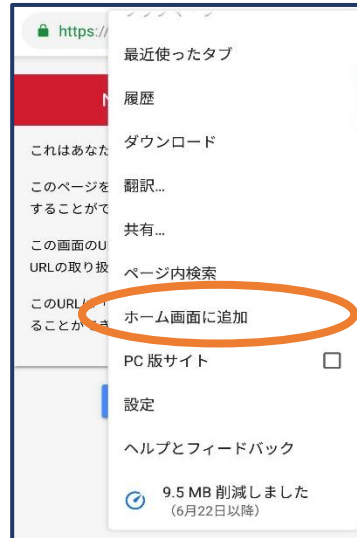 https://
最近使ったタブ
履歴
ダウンロード
翻訳...
共有...
ページ内検索
ホーム画面に追加
PC 版サイト
設定
ヘルプとフィードバック
9.5 MB 削減しました
(6月22日以降)
これはあなた
このページを
することがで
この画面のU
URLの取り扱
このURLは
ることが